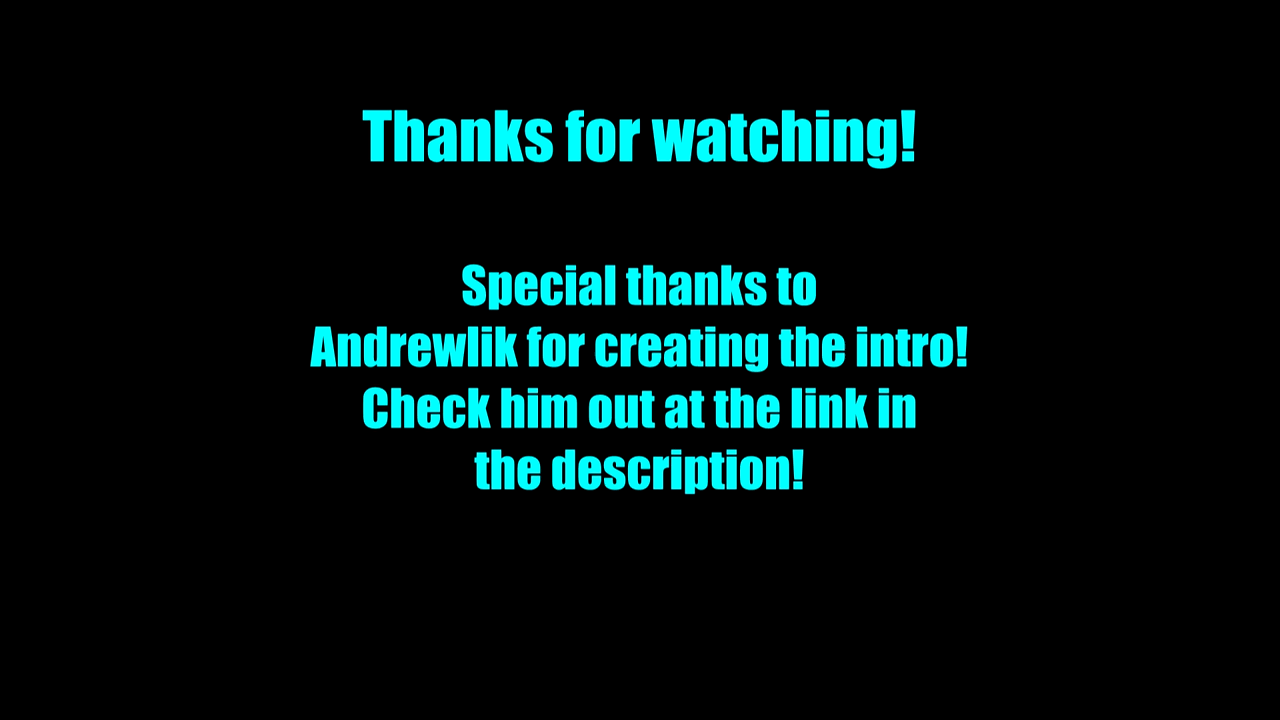 Thanks for watching!
Special thanks to
Andrewlik for creating the intro!
Check him out at the link in
the description!